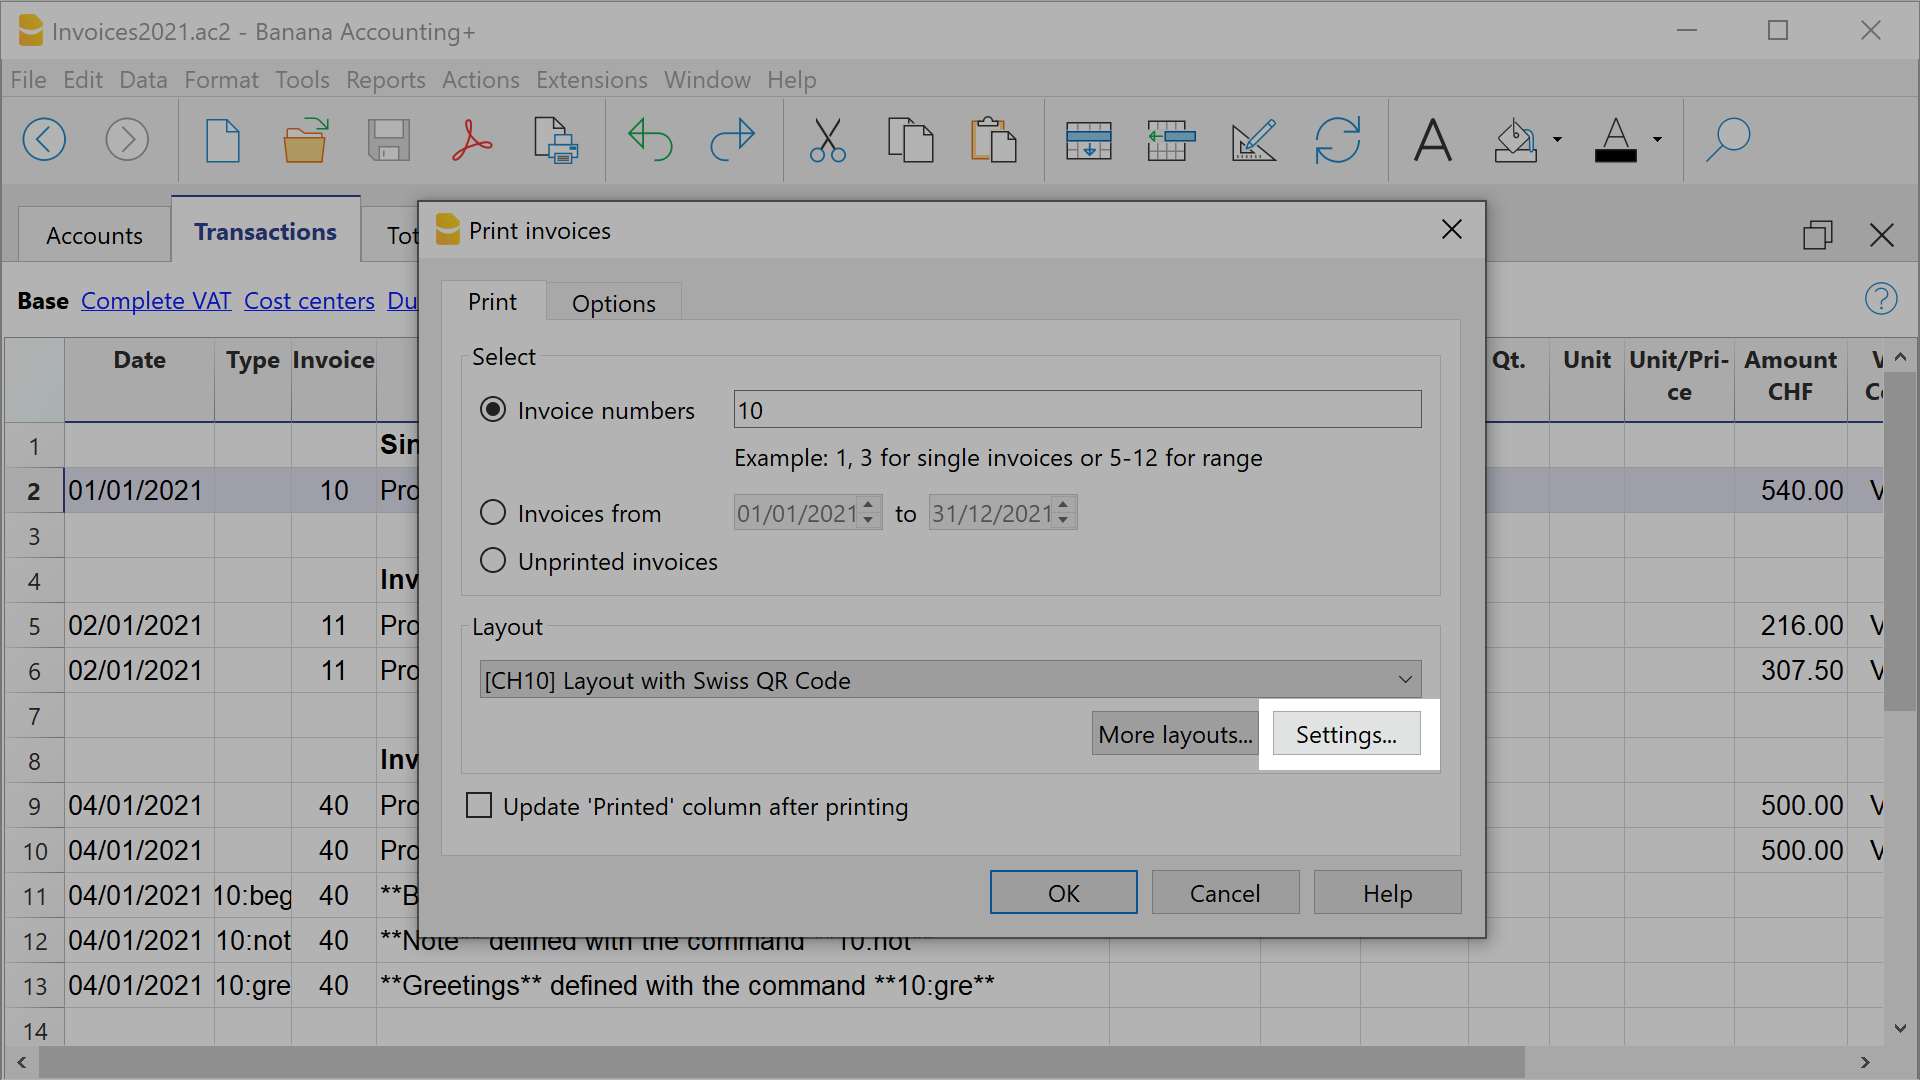 Invoices2021.ac2 - Banana Accounting+
File Edit Data Format Tools Reports Actions Extensions Window Help
Accounts Transactions Tot
Base Complete VAT Cost centers Du
Date Type Invoice Qt. Unit Unit/Pri-ce Amount CHF V Co
1 Sin
2 01/01/2021 10 Pro 540.00 V
3
4 Inv
5 02/01/2021 11 Pro 216.00 V
6 02/01/2021 11 Pro 307.50 V
7
8 Inv
9 04/01/2021 40 Pro 500.00 V
10 04/01/2021 40 Pro 500.00 V
11 04/01/2021 10:beg 40 **B
12 04/01/2021 10:not 40 **Note** defined with the command **10:not**
13 04/01/2021 10:gre 40 **Greetings** defined with the command **10:gre**
14
Print invoices
Print Options
Select
Invoice numbers 10
Example: 1, 3 for single invoices or 5-12 for range
Invoices from 01/01/2021 to 31/12/2021
Unprinted invoices
Layout
[CH10] Layout with Swiss QR Code
More layouts... Settings...
Update 'Printed' column after printing
OK Cancel Help